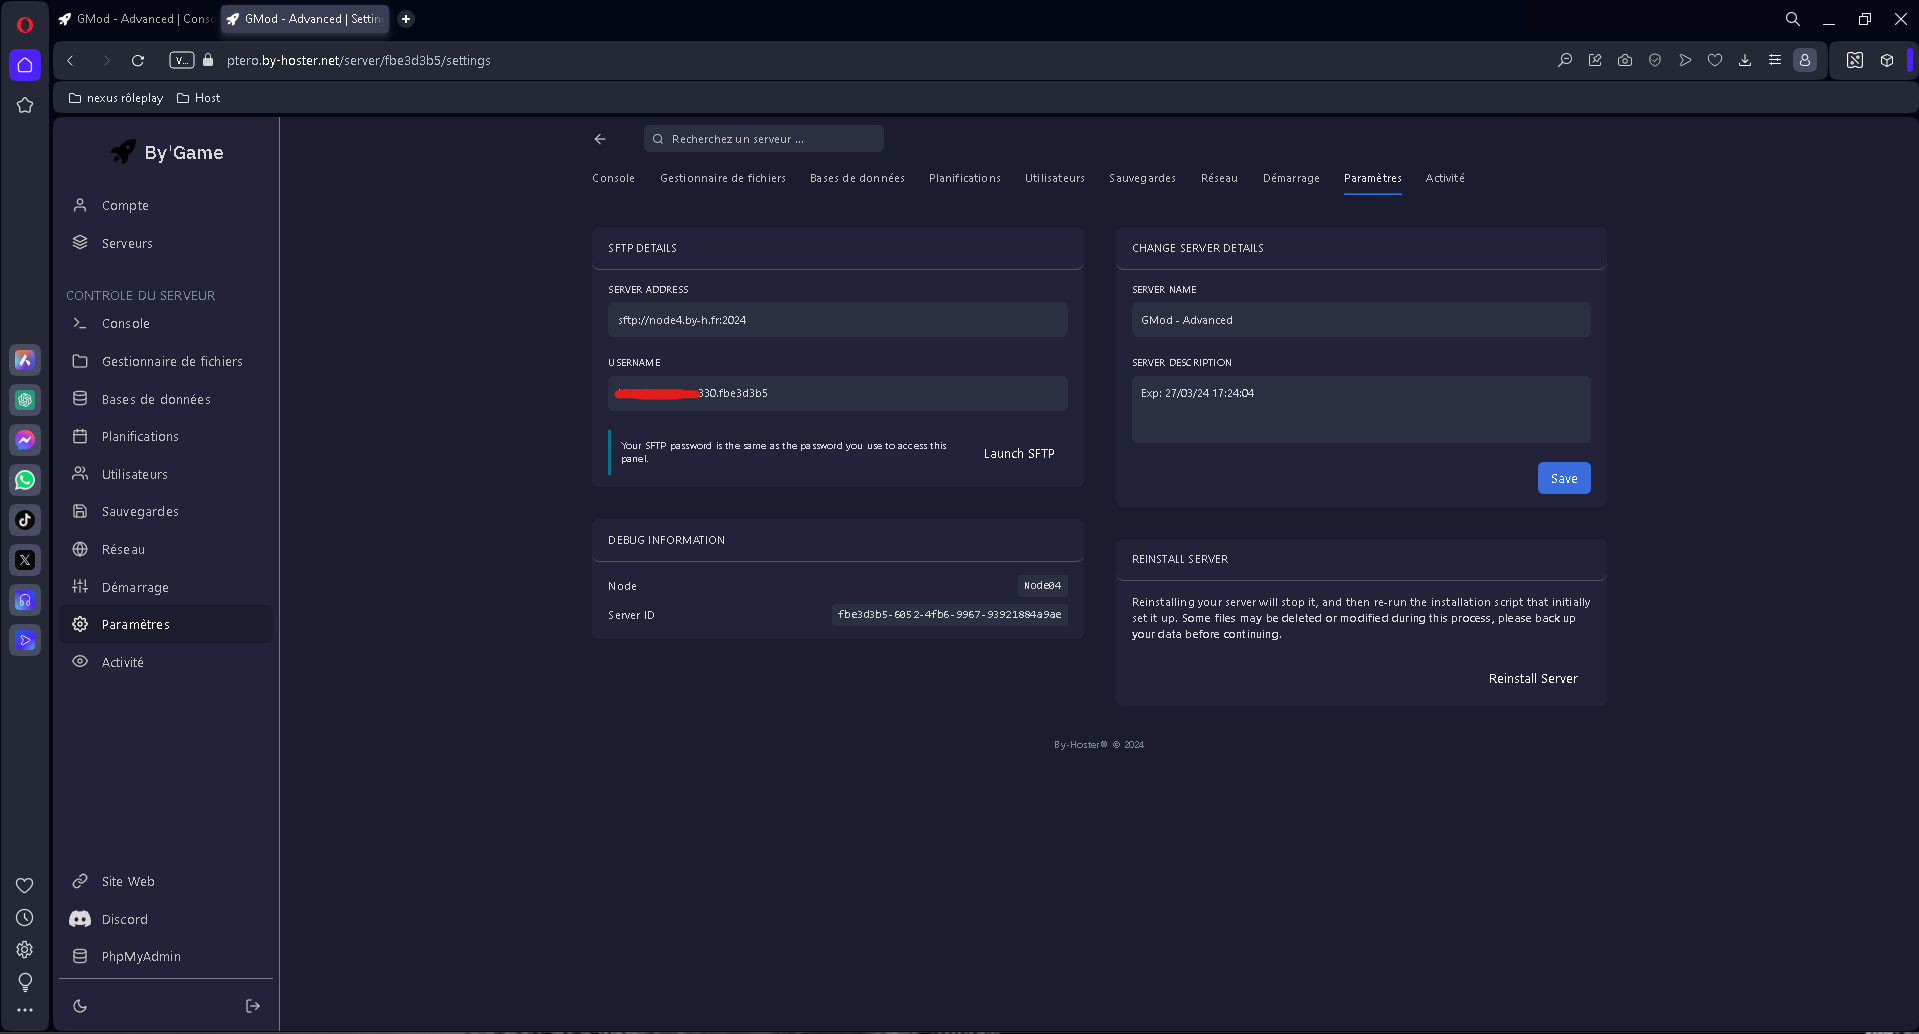 GMod - Advanced | Conso
GMod - Advanced | Settin
V...
ptero.by-hoster.net/server/fbe3d3b5/settings
nexus rôleplay
Host
By'Game
Compte
Serveurs
CONTROLE DU SERVEUR
Console
Gestionnaire de fichiers
Bases de données
Planifications
Utilisateurs
Sauvegardes
Réseau
Démarrage
Paramètres
Activité
Site Web
Discord
PhpMyAdmin
Recherchez un serveur ...
Console
Gestionnaire de fichiers
Bases de données
Planifications
Utilisateurs
Sauvegardes
Réseau
Démarrage
Paramètres
Activité
SFTP DETAILS
SERVER ADDRESS
sftp://node4.by-h.fr:2024
USERNAME
330.fbe3d3b5
Your SFTP password is the same as the password you use to access this
panel.
Launch SFTP
DEBUG INFORMATION
Node
Node04
Server ID
fbe3d3b5-6052-4fb6-9967-93921884a9ae
CHANGE SERVER DETAILS
SERVER NAME
GMod - Advanced
SERVER DESCRIPTION
Exp: 27/03/24 17:24:04
Save
REINSTALL SERVER
Reinstalling your server will stop it, and then re-run the installation script that initially
set it up. Some files may be deleted or modified during this process, please back up
your data before continuing.
Reinstall Server
By-Hoster® © 2024